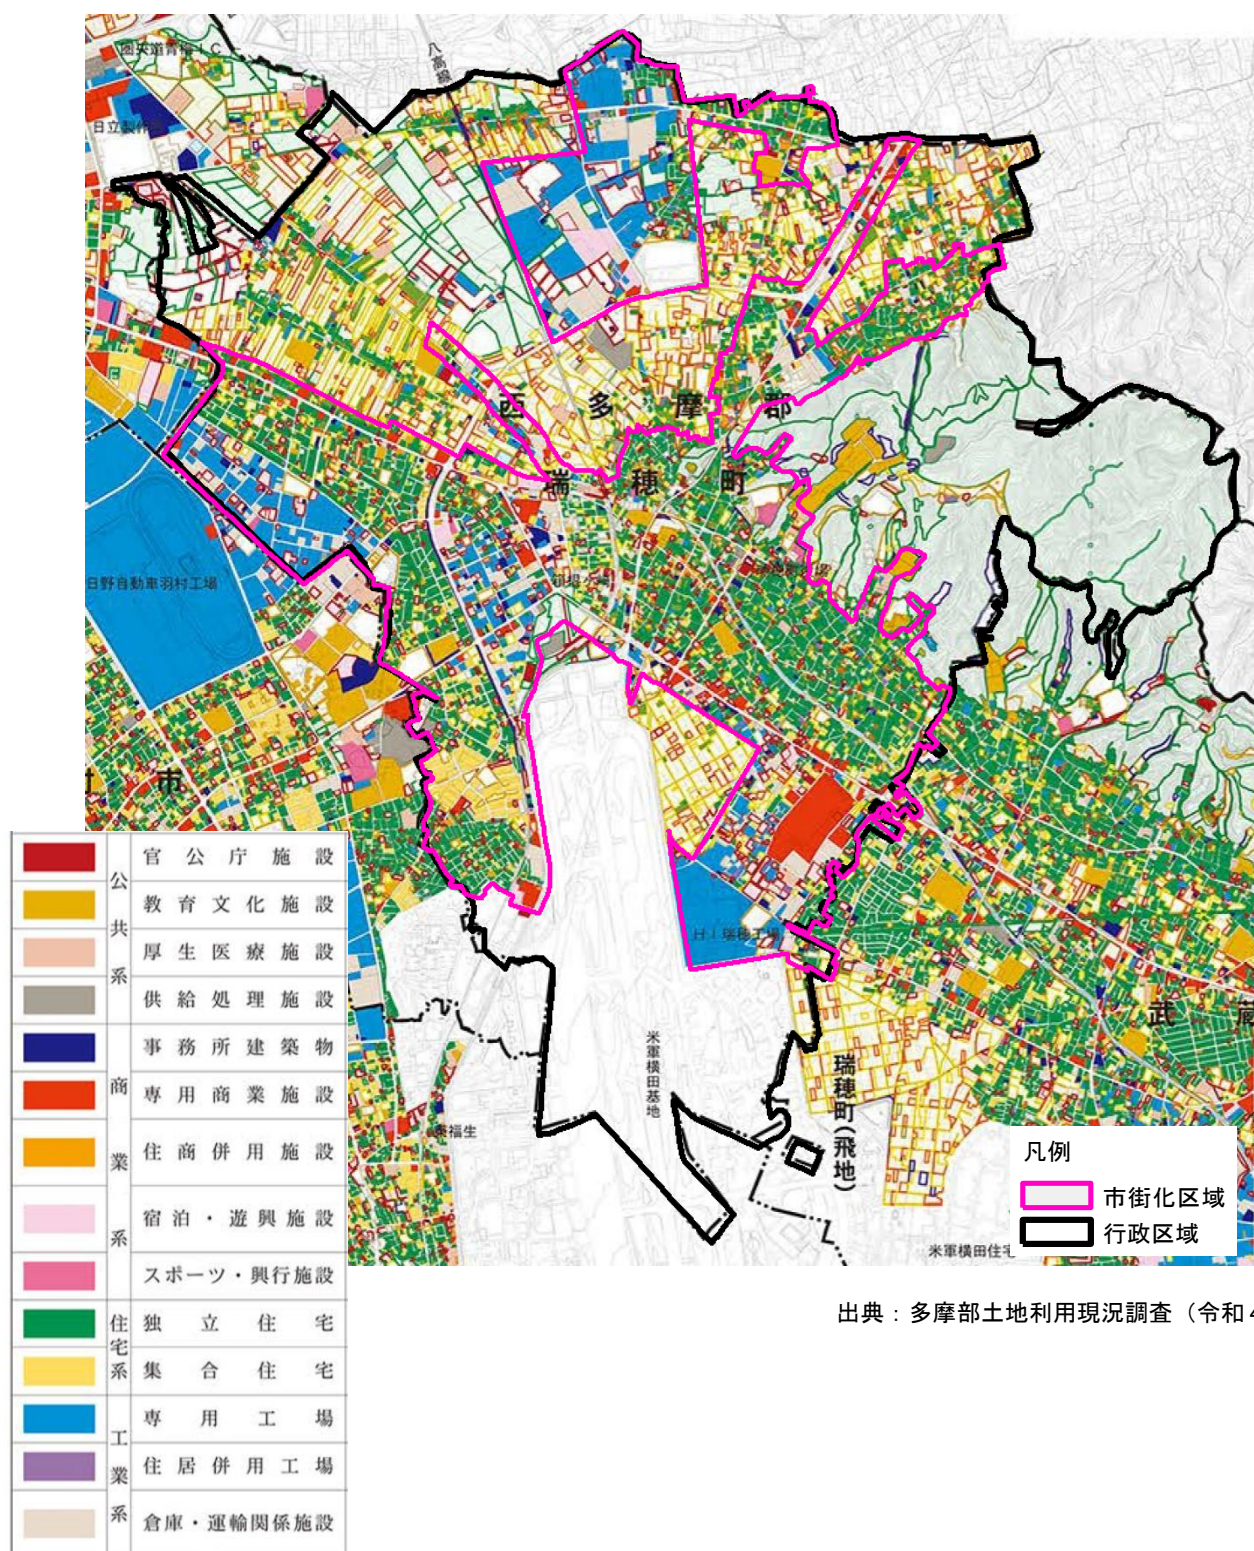 圏央道青梅IC
八高線
日立製作所
西多摩郡
瑞穂町
箱根ケ崎
日野自動車羽村工場
村市
IHI瑞穂工場
武蔵
米軍横田基地
瑞穂町(飛地)
東福生
米軍横田住宅
凡例
市街化区域
行政区域
公共系
官公庁施設
教育文化施設
厚生医療施設
供給処理施設
商業系
事務所建築物
専用商業施設
住商併用施設
宿泊・遊興施設
スポーツ・興行施設
住宅系
独立住宅
集合住宅
工業系
専用工場
住居併用工場
倉庫・運輸関係施設
出典：多摩部土地利用現況調査（令和4